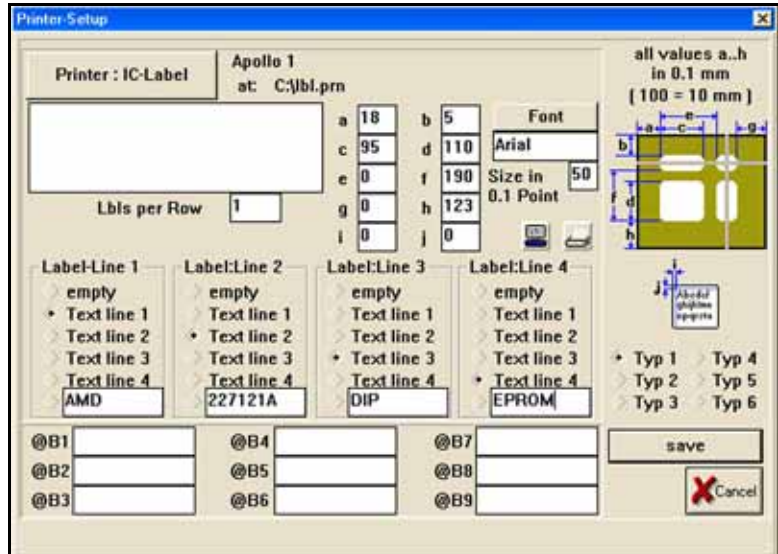 Printer-Setup
Printer : IC-Label
Apollo 1
at: C:\lbl.prn
all values a..h
in 0.1 mm
( 100 = 10 mm )
a 18 b 5
c 95 d 110
e 0 f 190
g 0 h 123
i 0 j 0
Font
Arial
Size in 50
0.1 Point
Lbls per Row 1
e
a c g
b
f d
h
i
j
Label-Line 1
empty
Text line 1
Text line 2
Text line 3
Text line 4
AMD
Label:Line 2
empty
Text line 1
Text line 2
Text line 3
Text line 4
227121A
Label:Line 3
empty
Text line 1
Text line 2
Text line 3
Text line 4
DIP
Label:Line 4
empty
Text line 1
Text line 2
Text line 3
Text line 4
EPROM
Typ 1 Typ 4
Typ 2 Typ 5
Typ 3 Typ 6
@B1 @B4 @B7
@B2 @B5 @B8
@B3 @B6 @B9
save
Cancel